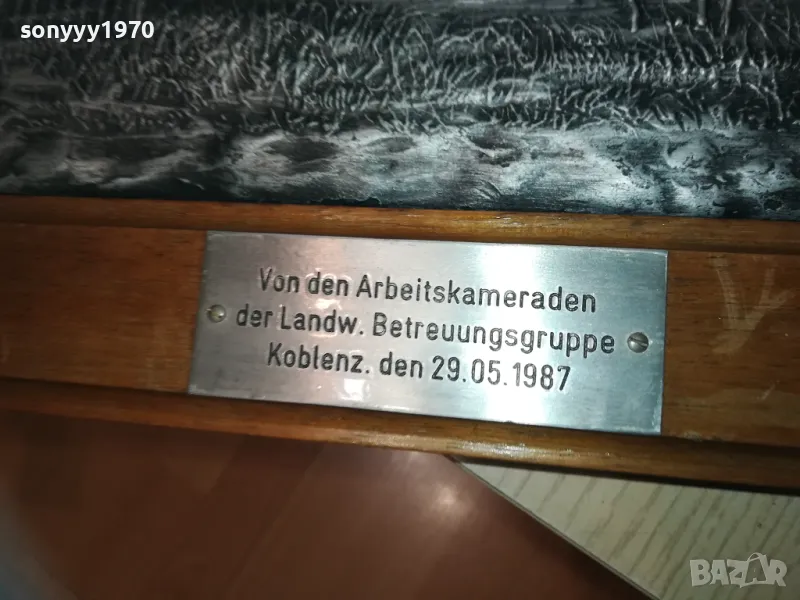 sonyyy1970
Von den Arbeitskameraden
der Landw. Betreuungsgruppe
Koblenz. den 29.05.1987
BAZAR